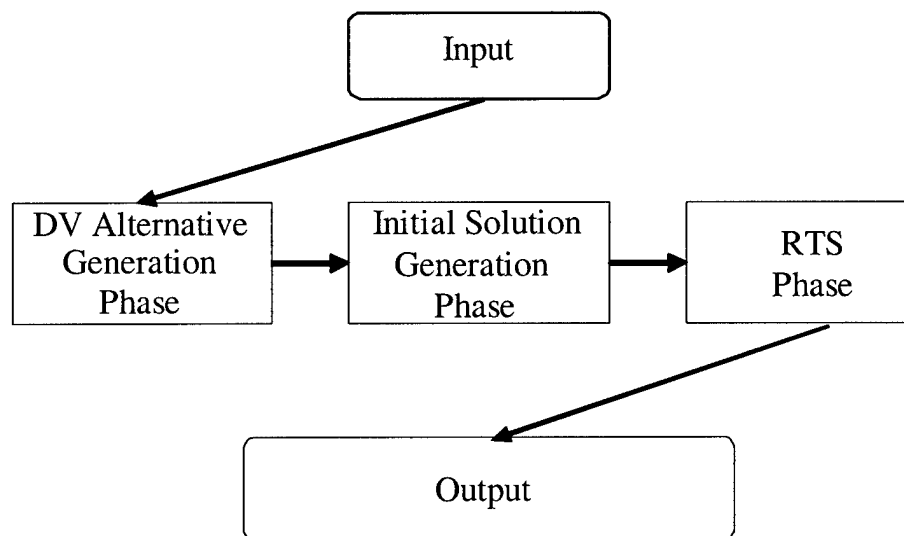 Input
DV Alternative
Generation
Phase
Initial Solution
Generation
Phase
RTS
Phase
Output